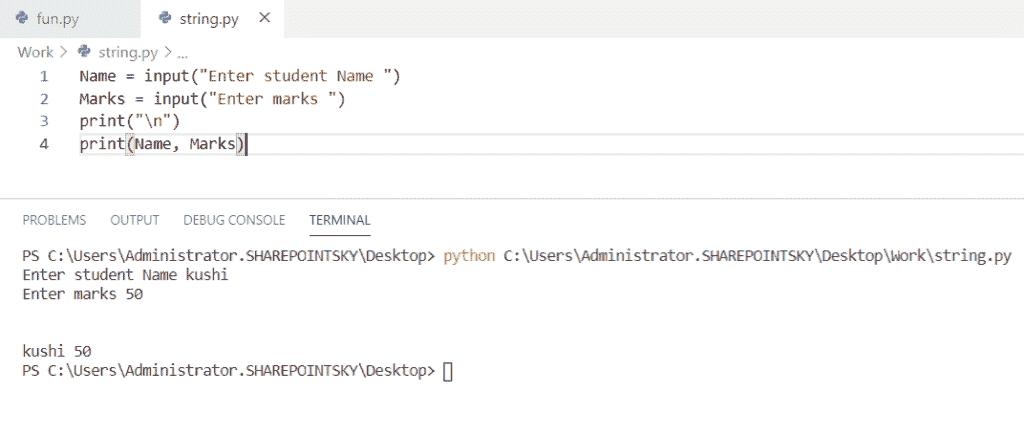 fun.py string.py ×
Work > string.py > ...
1 Name = input("Enter student Name ")
2 Marks = input("Enter marks ")
3 print("\n")
4 print(Name, Marks)
PROBLEMS OUTPUT DEBUG CONSOLE TERMINAL
PS C:\Users\Administrator.SHAREPOINTSKY\Desktop> python C:\Users\Administrator.SHAREPOINTSKY\Desktop\Work\string.py
Enter student Name kushi
Enter marks 50
kushi 50
PS C:\Users\Administrator.SHAREPOINTSKY\Desktop>